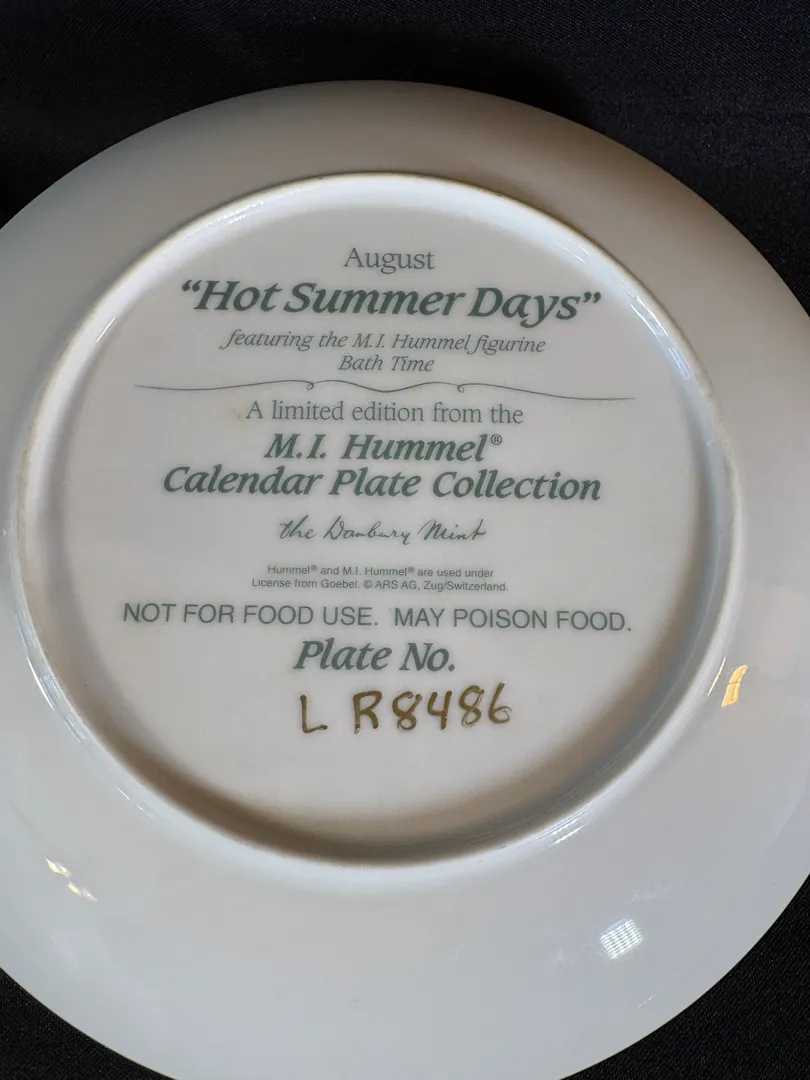 August
“Hot Summer Days”
featuring the M.I. Hummel figurine
Bath Time
A limited edition from the
M.I. Hummel®
Calendar Plate Collection
the Danbury Mint
Hummel® and M.I. Hummel® are used under
License from Goebel. © ARS AG, Zug/Switzerland.
NOT FOR FOOD USE. MAY POISON FOOD.
Plate No.
L R8486